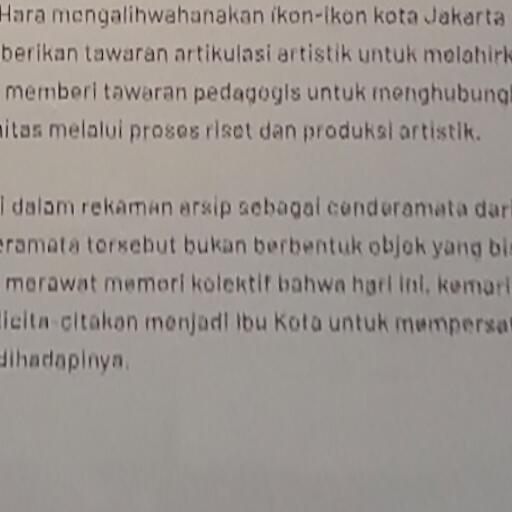 Hara mengalihwahanakan ikon-ikon kota Jakarta
berikan tawaran artikulasi artistik untuk melahirk
memberi tawaran pedagogis untuk menghubung
itas melalui proses riset dan produksi artistik.
i dalam rekaman arsip sebagai cenderamata dari
eramata tersebut bukan berbentuk objek yang bi
merawat memori kolektif bahwa hari ini, kemari
icita-citakan menjadi Ibu Kota untuk mempersa
dihadapinya.